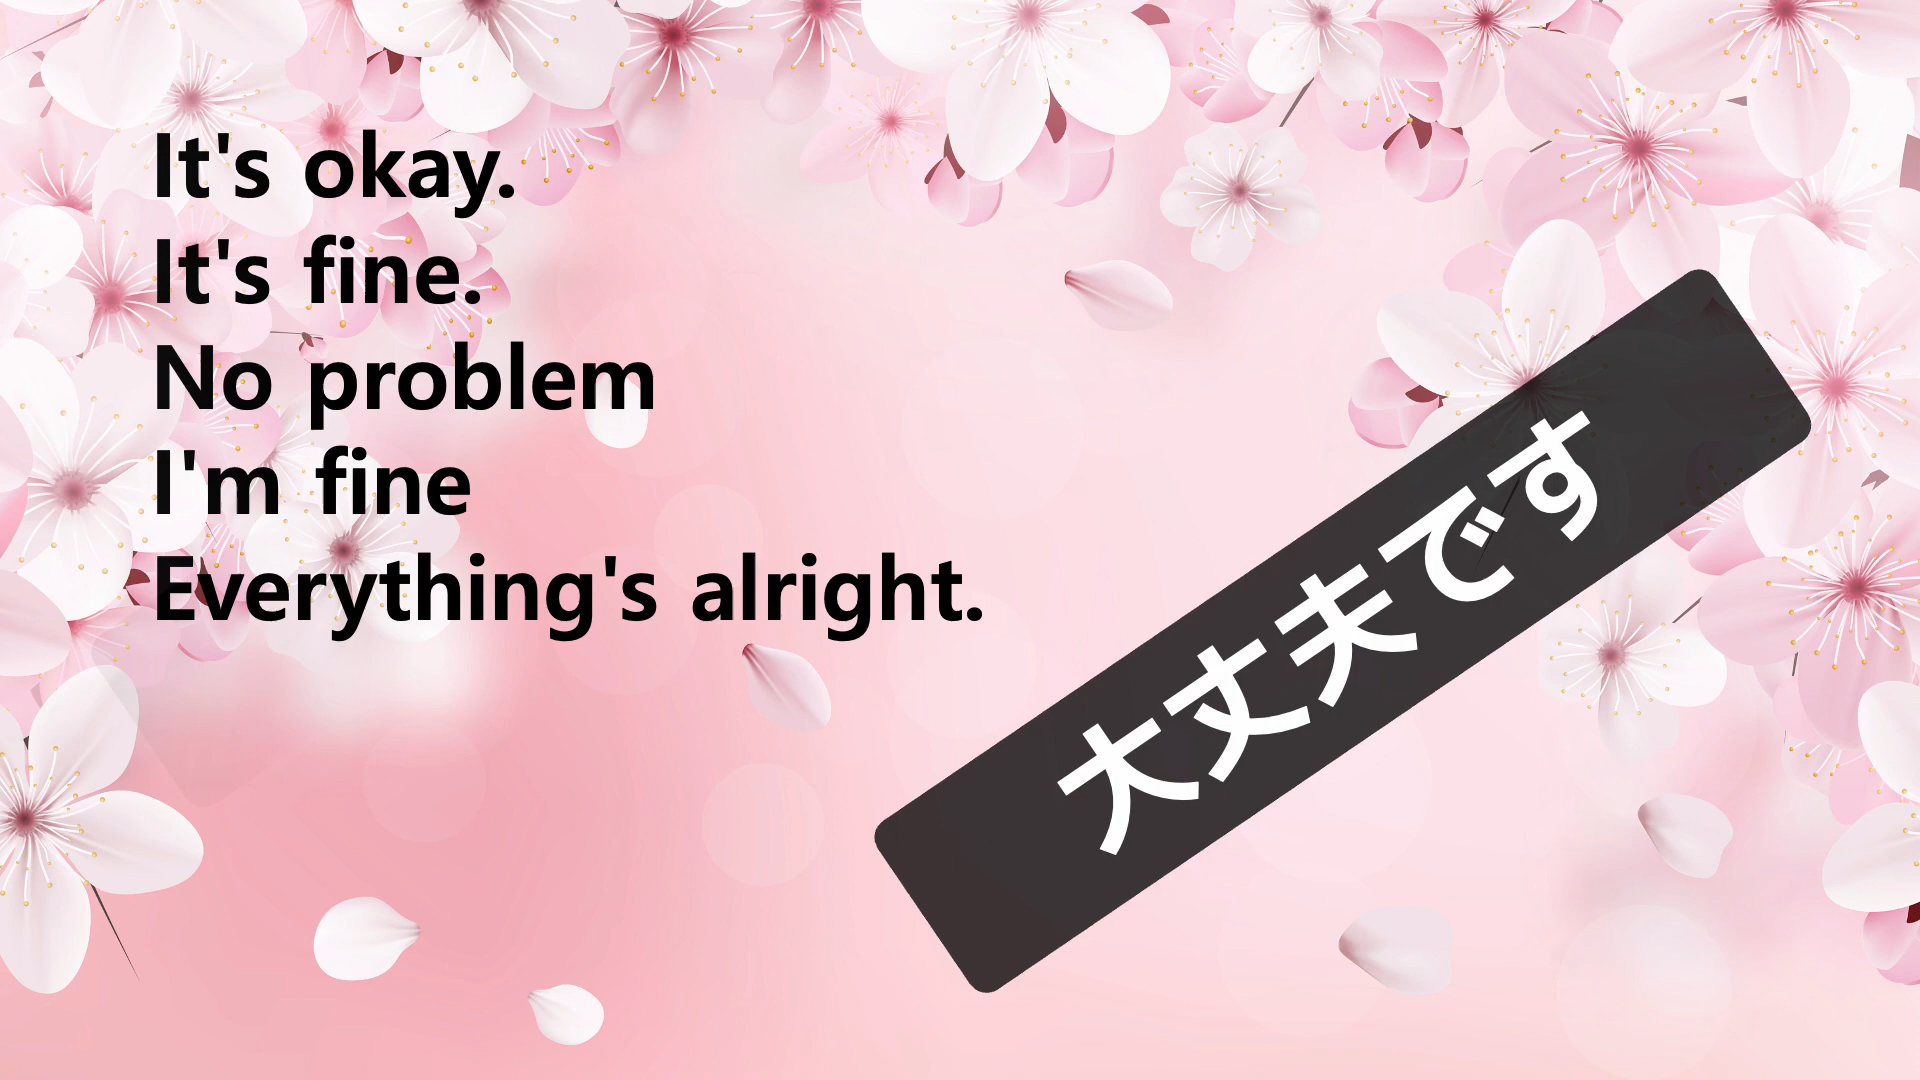 It's okay.
It's fine.
No problem
I'm fine
Everything's alright.
大丈夫です